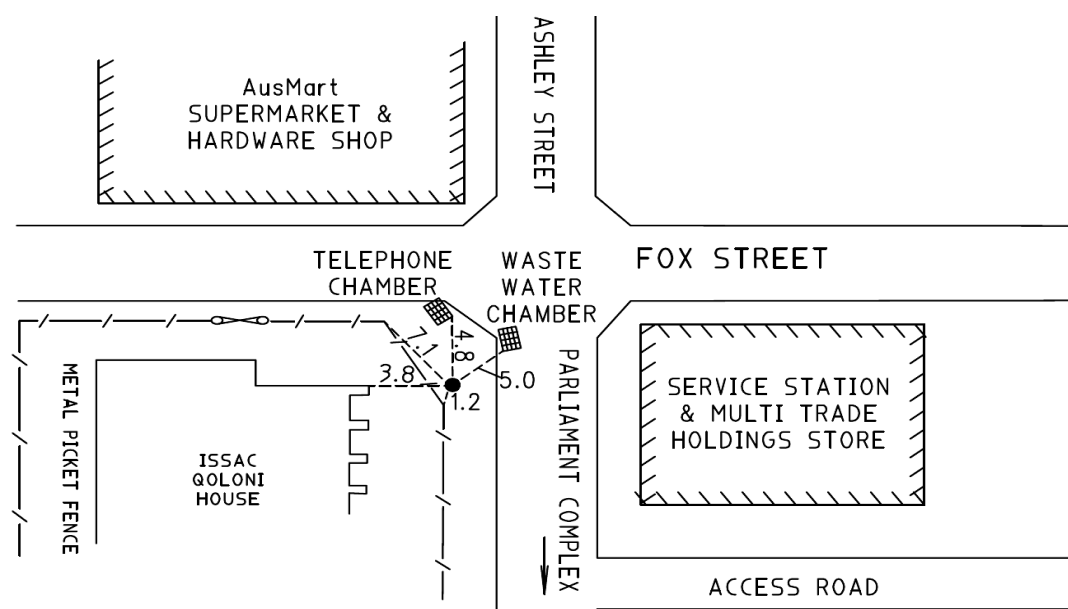 ASHLEY STREET
AusMart
SUPERMARKET &
HARDWARE SHOP
TELEPHONE
CHAMBER
WASTE
WATER
CHAMBER
FOX STREET
7.1
4.8
3.8
5.0
1.2
METAL PICKET FENCE
ISSAC
QOLONI
HOUSE
PARLIAMENT COMPLEX
SERVICE STATION
& MULTI TRADE
HOLDINGS STORE
ACCESS ROAD